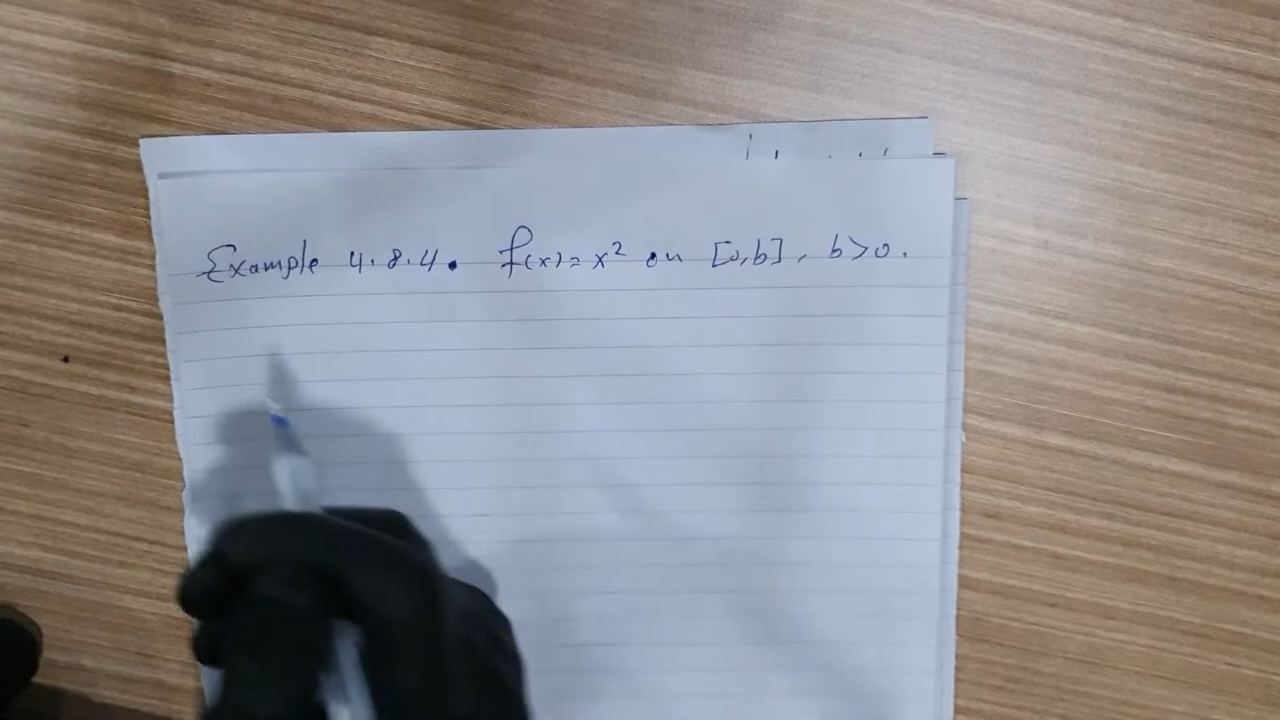 Example 4.8.4. f(x) = x² on [0,b], b>0.